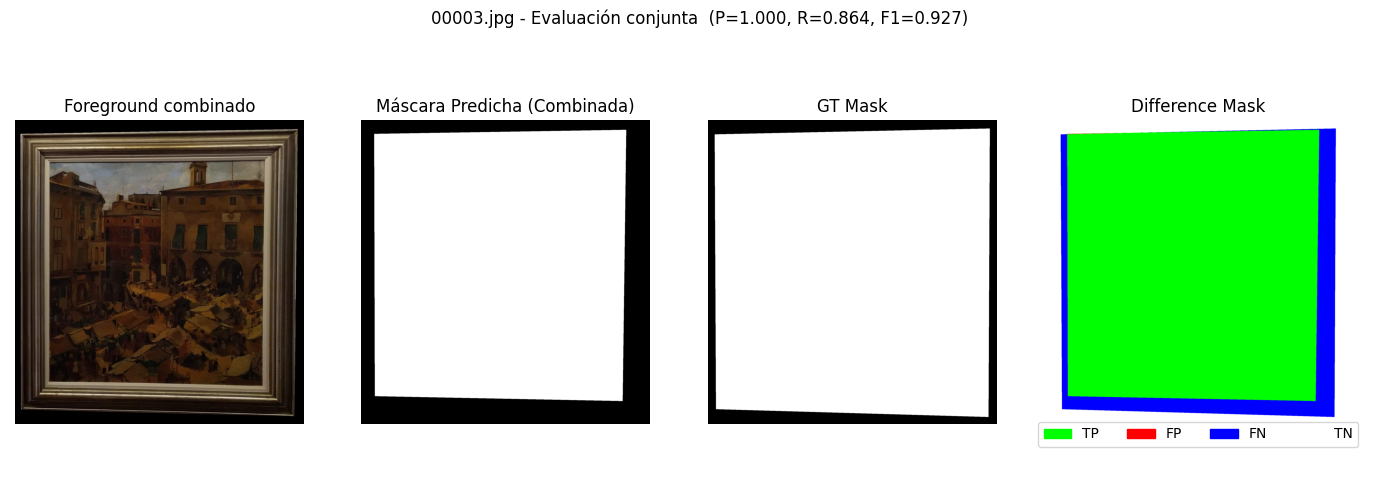 00003.jpg - Evaluación conjunta  (P=1.000, R=0.864, F1=0.927)
Foreground combinado
Máscara Predicha (Combinada)
GT Mask
Difference Mask
TP
FP
FN
TN